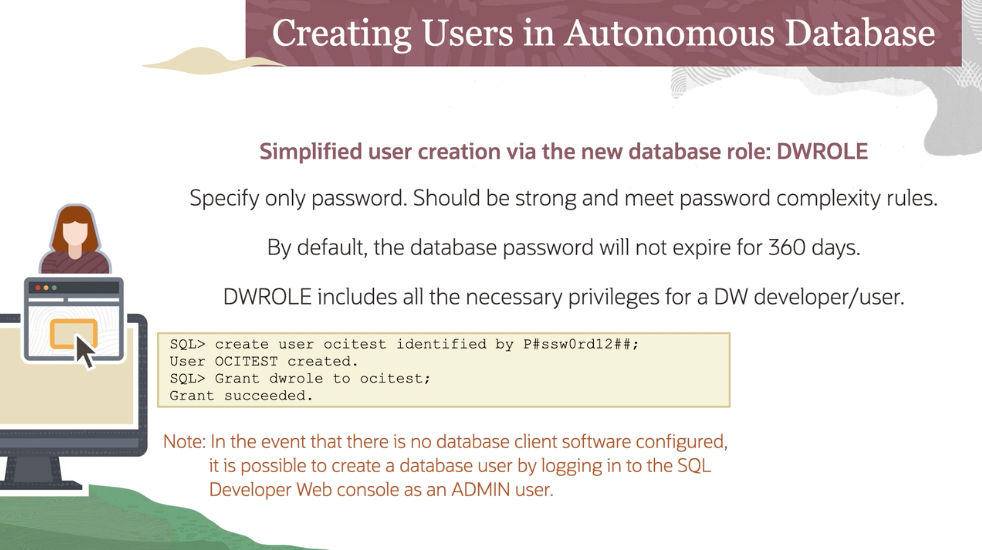 Creating Users in Autonomous Database
Simplified user creation via the new database role: DWROLE
Specify only password. Should be strong and meet password complexity rules.
By default, the database password will not expire for 360 days.
DWROLE includes all the necessary privileges for a DW developer/user.
SQL> create user ocitest identified by P#ssw0rd12##;
User OCITEST created.
SQL> Grant dwrole to ocitest;
Grant succeeded.
Note: In the event that there is no database client software configured,
it is possible to create a database user by logging in to the SQL
Developer Web console as an ADMIN user.